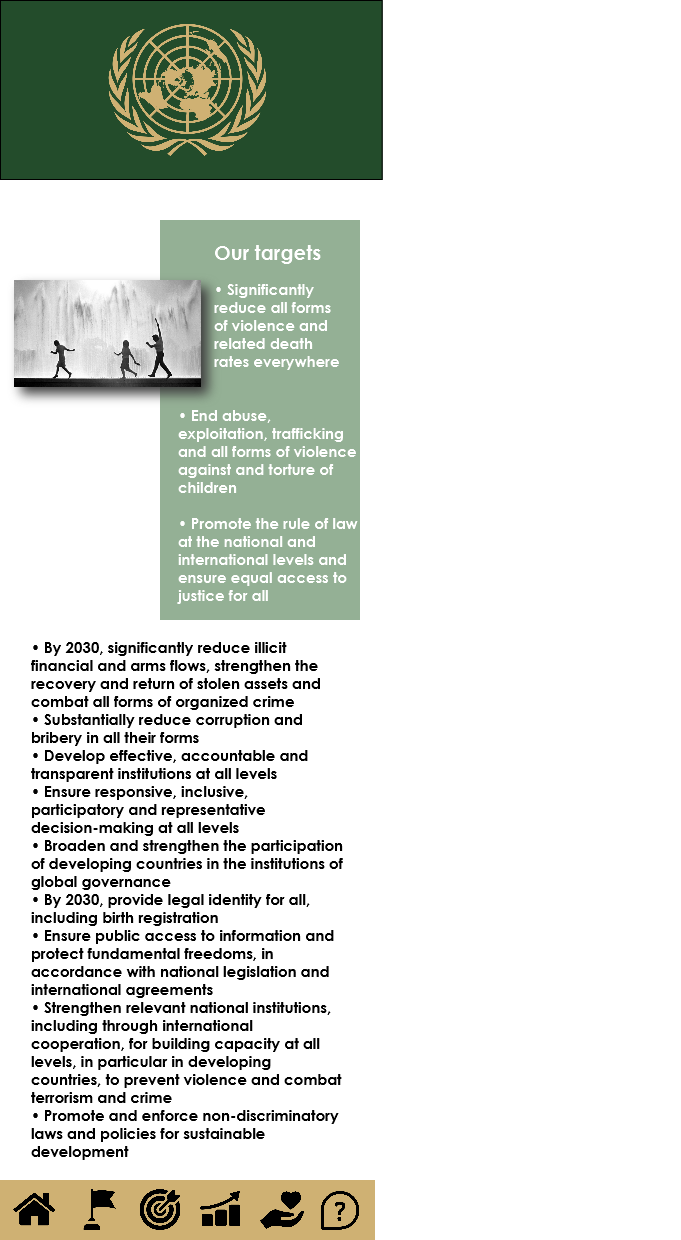 Our targets
• Significantly
reduce all forms
of violence and
related death
rates everywhere
• End abuse,
exploitation, trafficking
and all forms of violence
against and torture of
children
• Promote the rule of law
at the national and
international levels and
ensure equal access to
justice for all
• By 2030, significantly reduce illicit
financial and arms flows, strengthen the
recovery and return of stolen assets and
combat all forms of organized crime
• Substantially reduce corruption and
bribery in all their forms
• Develop effective, accountable and
transparent institutions at all levels
• Ensure responsive, inclusive,
participatory and representative
decision-making at all levels
• Broaden and strengthen the participation
of developing countries in the institutions of
global governance
• By 2030, provide legal identity for all,
including birth registration
• Ensure public access to information and
protect fundamental freedoms, in
accordance with national legislation and
international agreements
• Strengthen relevant national institutions,
including through international
cooperation, for building capacity at all
levels, in particular in developing
countries, to prevent violence and combat
terrorism and crime
• Promote and enforce non-discriminatory
laws and policies for sustainable
development
?